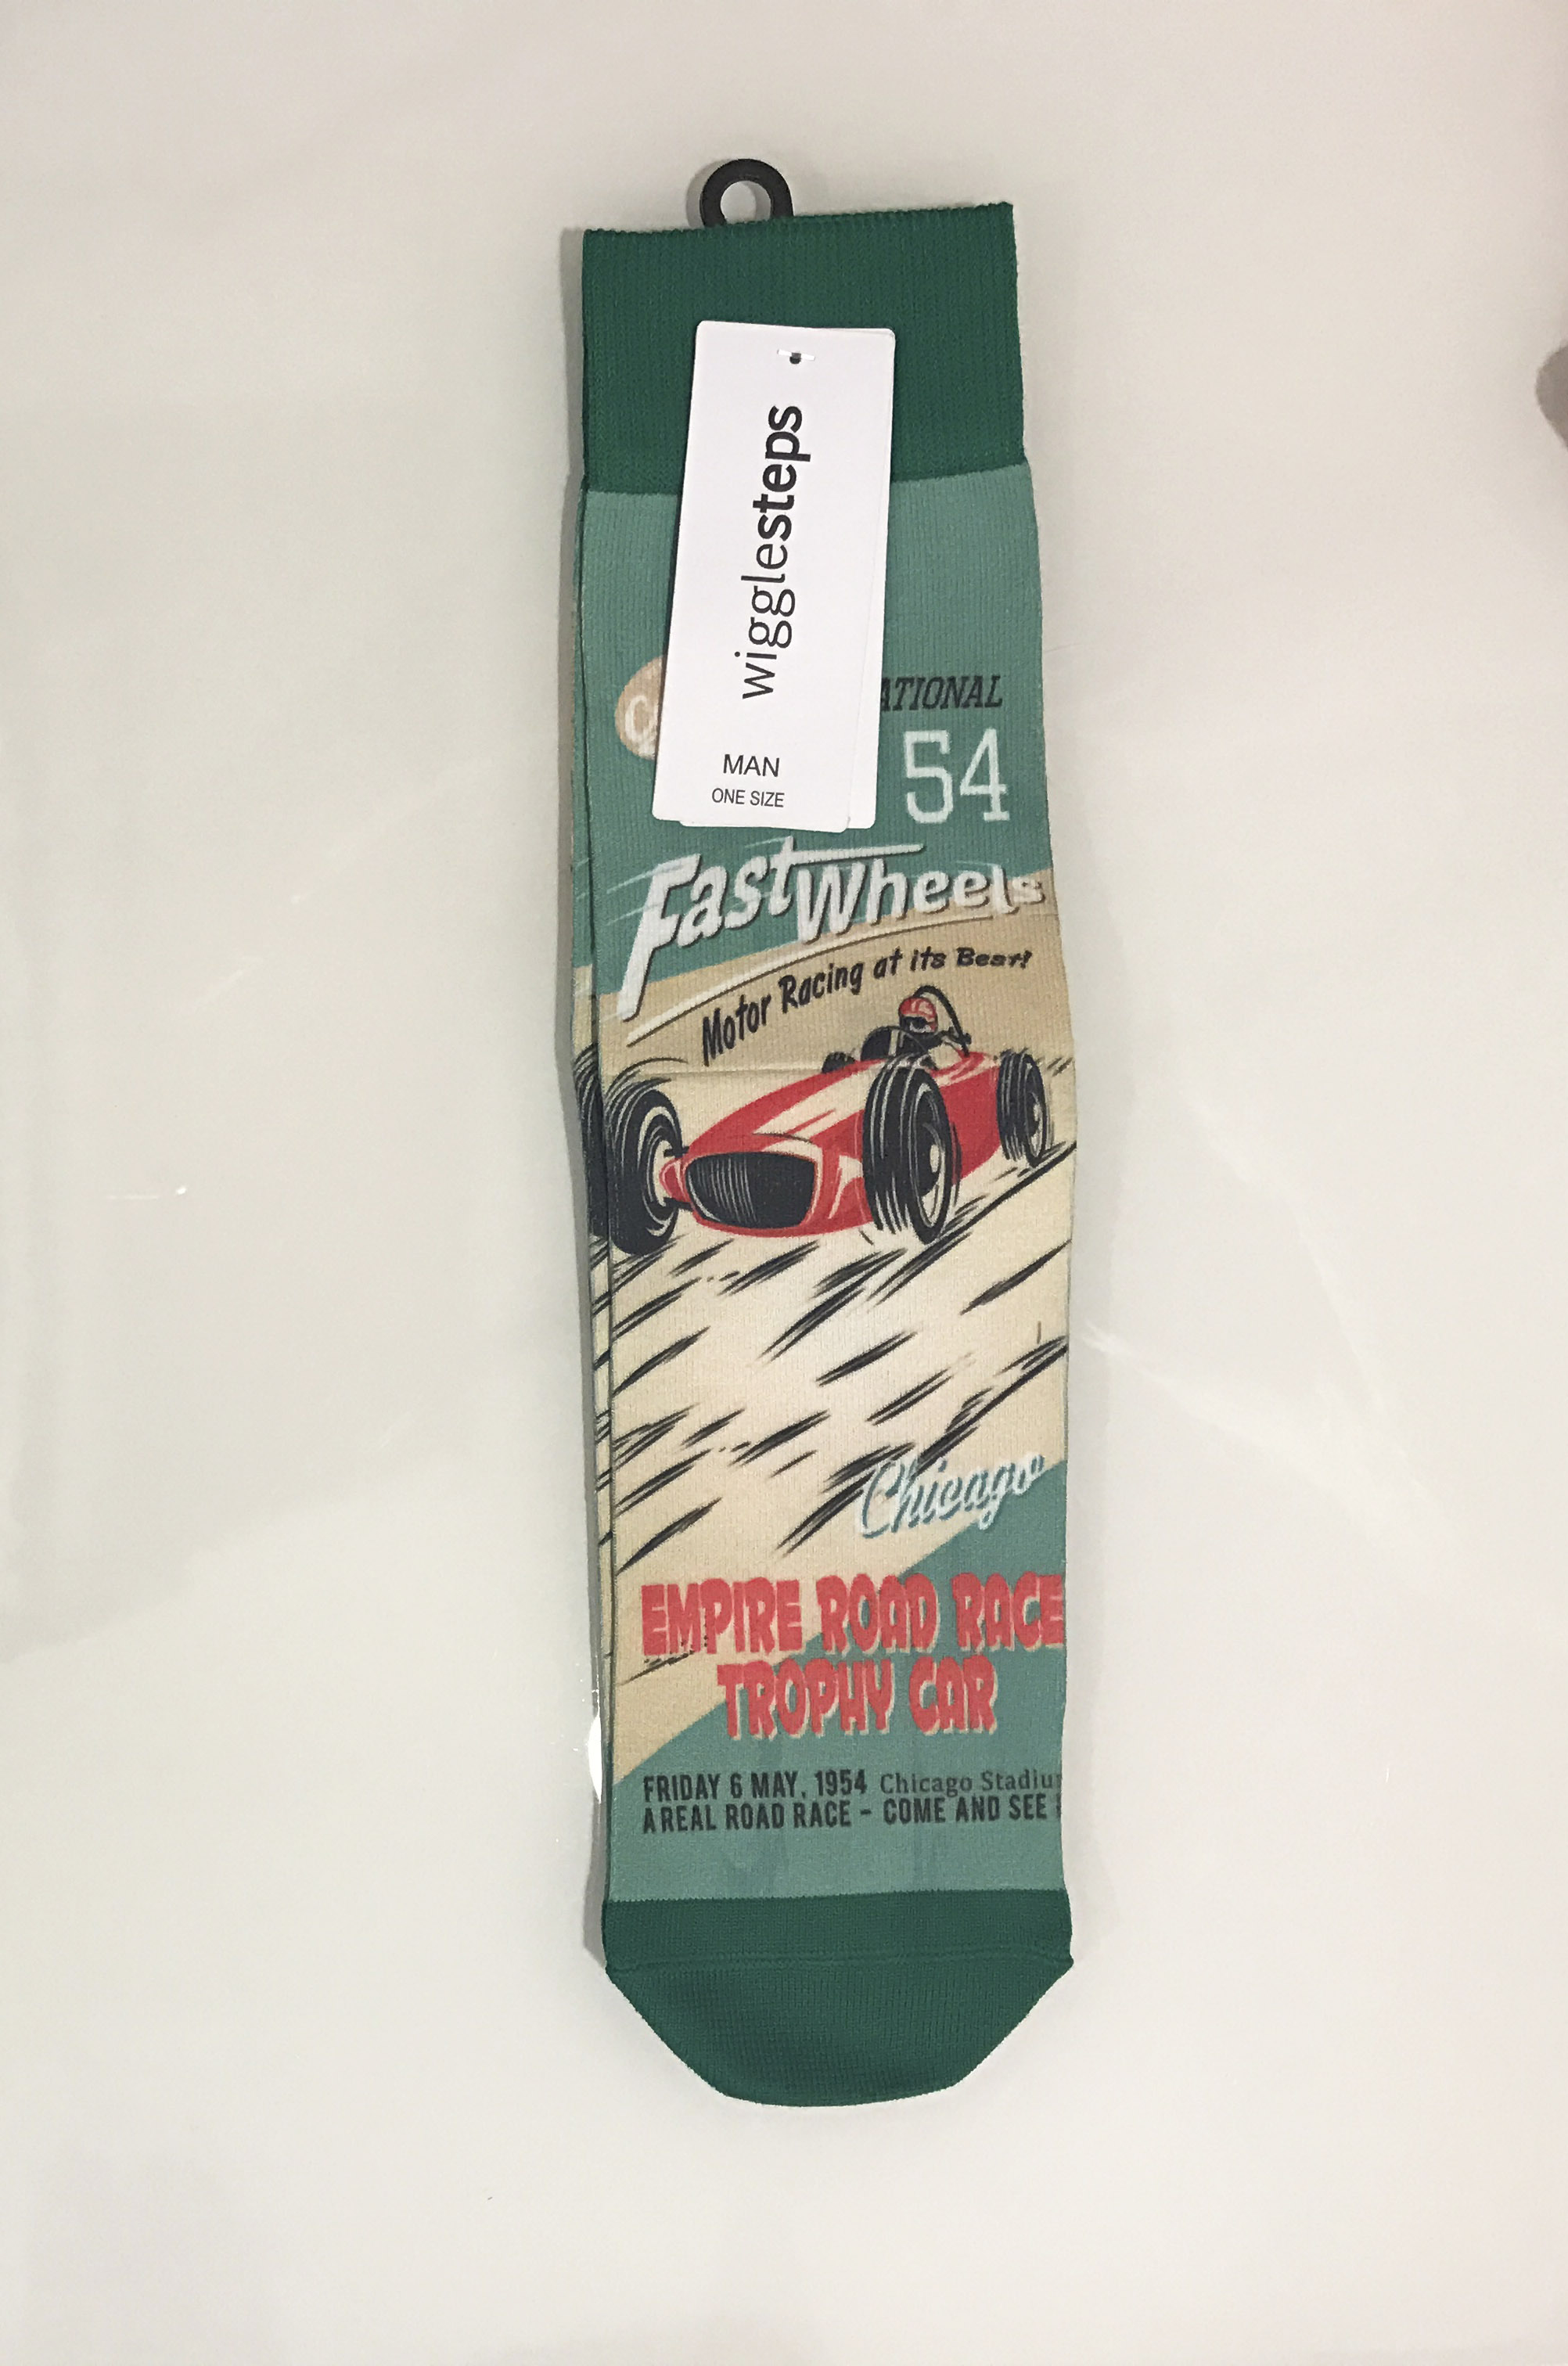 wigglesteps
MAN
ONE SIZE
54
Fast Wheels
Motor Racing at its Best!
Chicago
EMPIRE ROAD RACE
TROPHY CAR
FRIDAY 6 MAY, 1954 Chicago
A REAL ROAD RACE - COME AND SEE